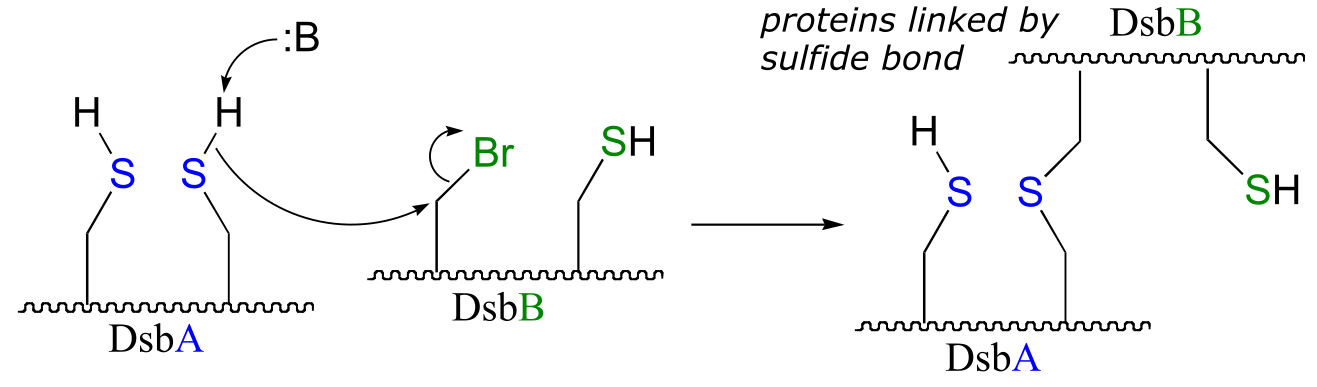 :B
H
H
S
S
DsbA
Br
SH
DsbB
proteins linked by
sulfide bond
DsbB
H
S
S
SH
DsbA